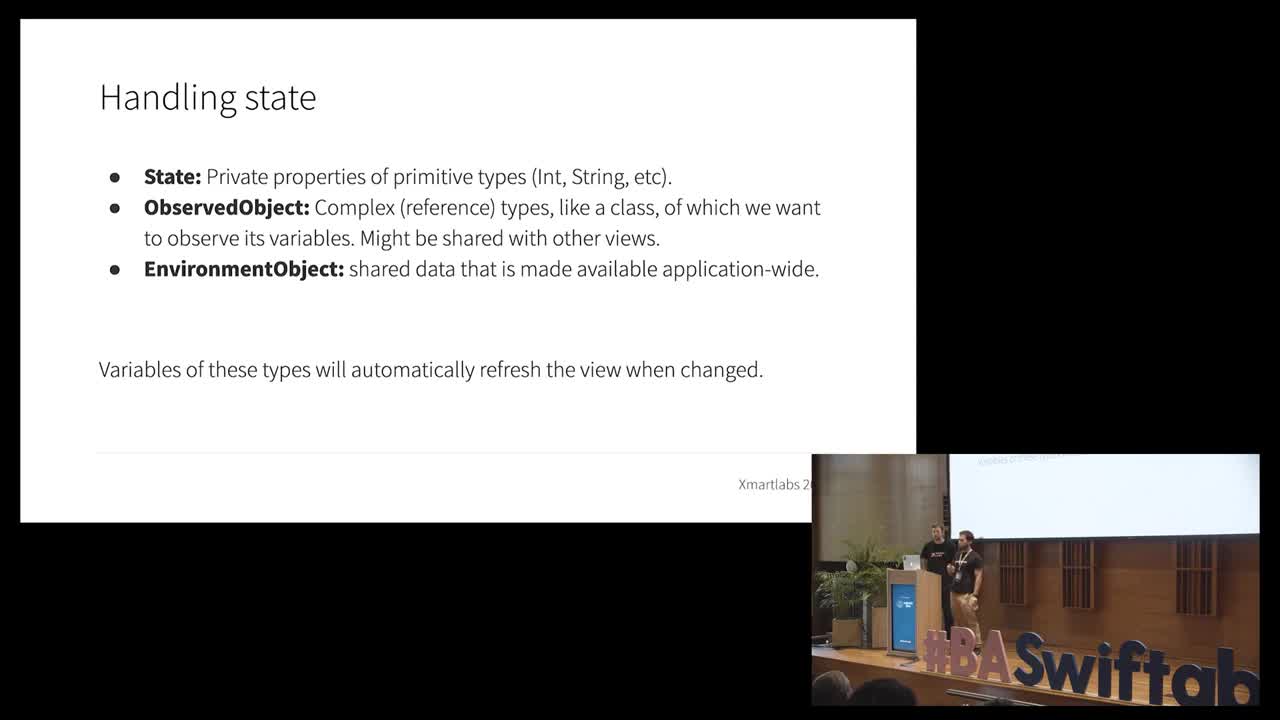 Handling state
● State: Private properties of primitive types (Int, String, etc).
● ObservedObject: Complex (reference) types, like a class, of which we want
to observe its variables. Might be shared with other views.
● EnvironmentObject: shared data that is made available application-wide.
Variables of these types will automatically refresh the view when changed.
Xmartlabs
#BASwiftab